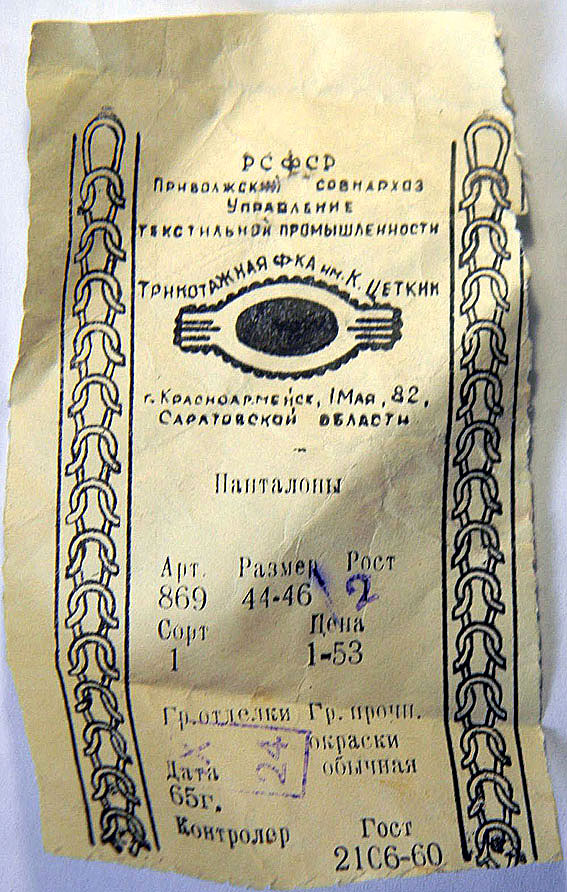 РСФСР
Приволжский совнархоз
Управление
текстильной промышленности
Трикотажная ф-ка им. К. Цеткин
г. Красноармейск, 1 Мая, 82,
Саратовской области
Панталоны
Арт. Размер Рост
869 44-46 2
Сорт Цена
1 1-53
Гр. отделки Гр. прочн.
окраски
24
Дата обычная
65г.
Контролер Гост
2106-60